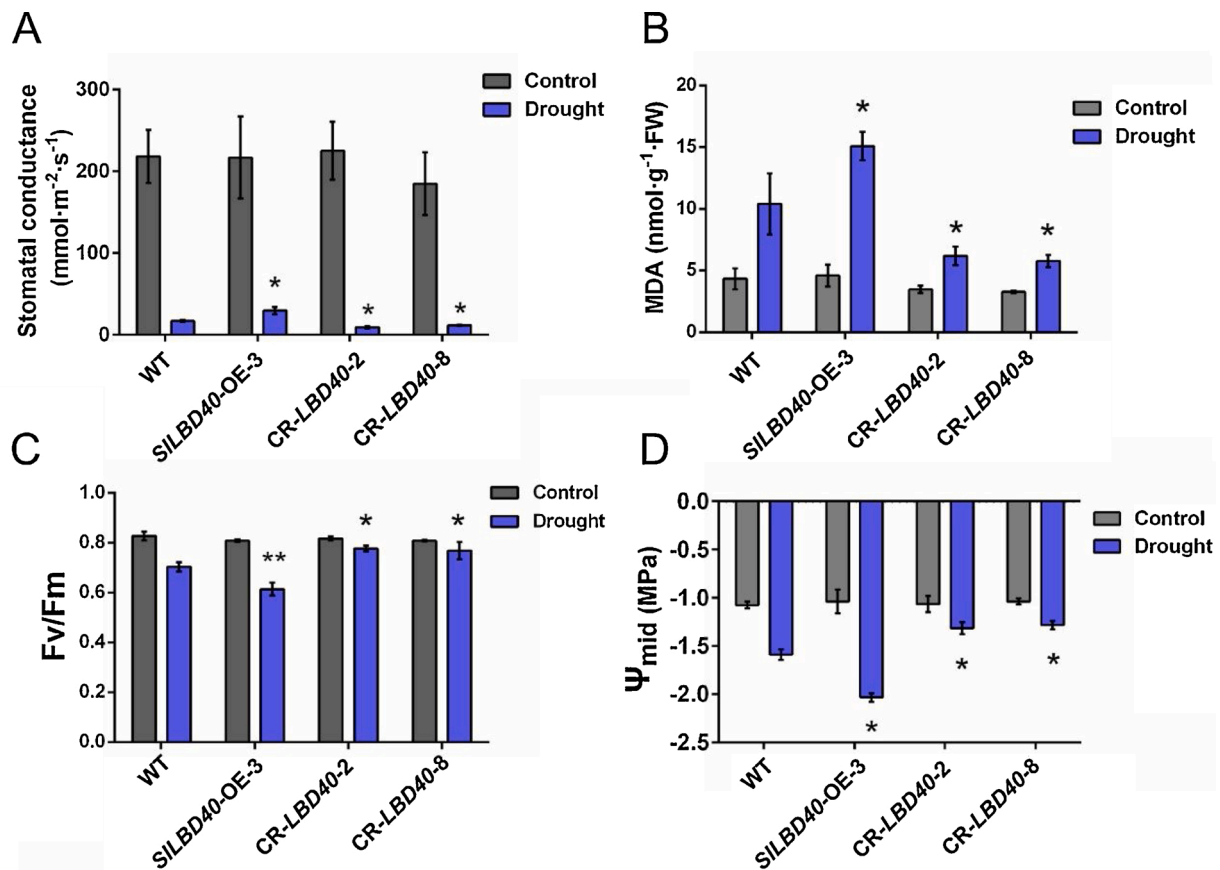 A
Stomatal conductance
(mmol·m⁻²·s⁻¹)
300
200
100
0
Control
Drought
*
*
*
WT
SlLBD40-OE-3
CR-LBD40-2
CR-LBD40-8
B
MDA (nmol·g⁻¹·FW)
20
15
10
5
0
Control
Drought
*
*
*
WT
SlLBD40-OE-3
CR-LBD40-2
CR-LBD40-8
C
Fv/Fm
1.0
0.8
0.6
0.4
0.2
0.0
Control
Drought
**
*
*
WT
SlLBD40-OE-3
CR-LBD40-2
CR-LBD40-8
D
Ψmid (MPa)
0.0
-0.5
-1.0
-1.5
-2.0
-2.5
Control
Drought
*
*
*
WT
SlLBD40-OE-3
CR-LBD40-2
CR-LBD40-8